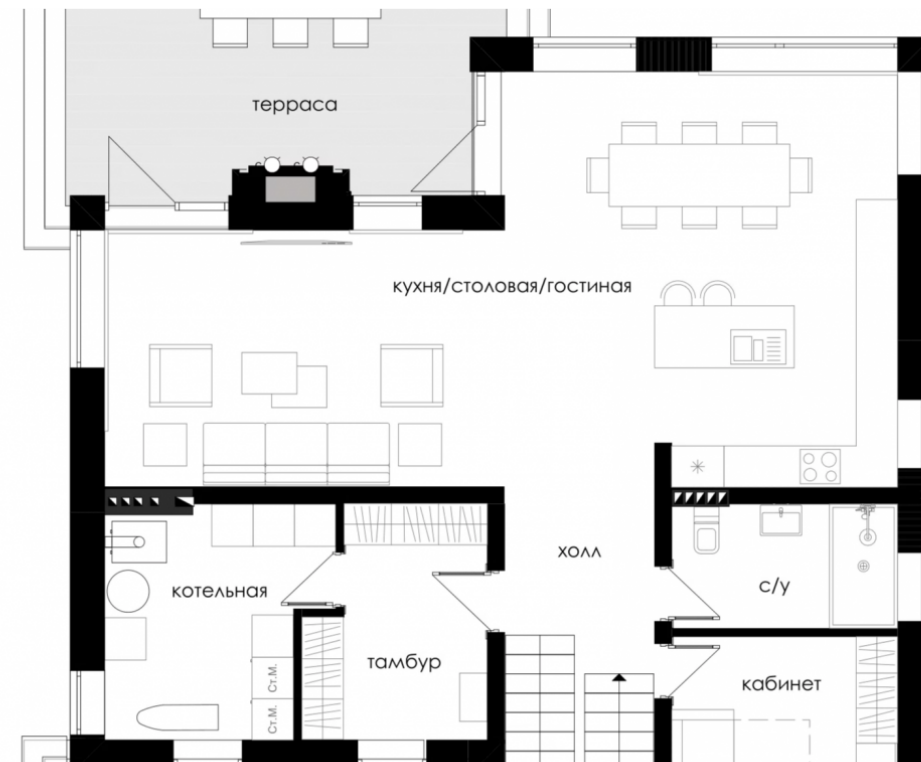 терраса
кухня/столовая/гостиная
холл
котельная
с/у
тамбур
Ст.М.
кабинет
Ст.М.